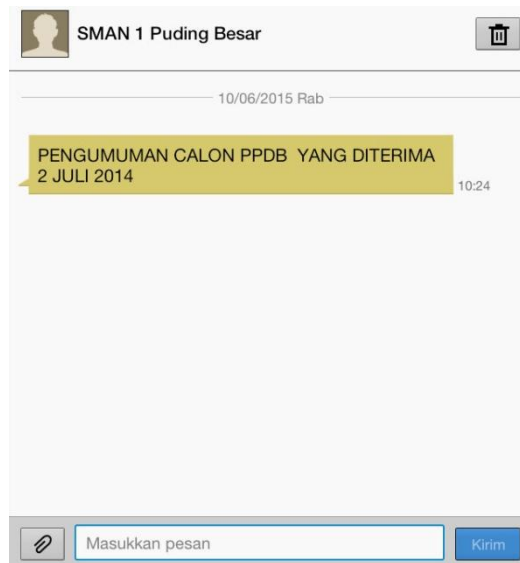 SMAN 1 Puding Besar
10/06/2015 Rab
PENGUMUMAN CALON PPDB YANG DITERIMA
2 JULI 2014
10:24
Masukkan pesan
Kirim